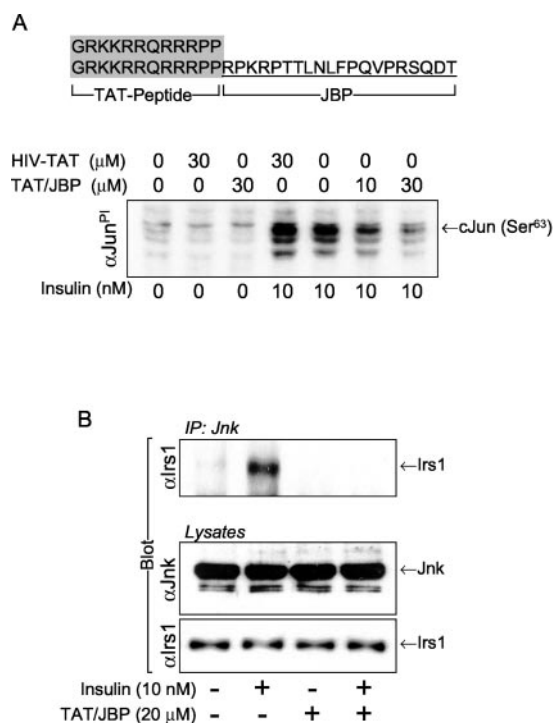 A
GRKKRRQRRRPP
GRKKRRQRRRPPRPKRPTTLNLFPQVPRSQDT
TAT-Peptide JBP
HIV-TAT (μM) 0 30 0 30 0 0 0
TAT/JBP (μM) 0 0 30 0 0 10 30
αJunPI
←cJun (Ser63)
Insulin (nM) 0 0 0 10 10 10 10
B
IP: Jnk
αIrs1
←Irs1
Blot
Lysates
αJnk
←Jnk
αIrs1
←Irs1
Insulin (10 nM) - + - +
TAT/JBP (20 μM) - - + +